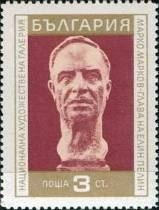 БЪЛГАРИЯ
НАЦИОНАЛНА ХУДОЖЕСТВЕНА ГАЛЕРИЯ
МАРКО МАРКОВ-ГЛАВА НА ЕЛИН ПЕЛИН
ПОЩА 3 СТ.